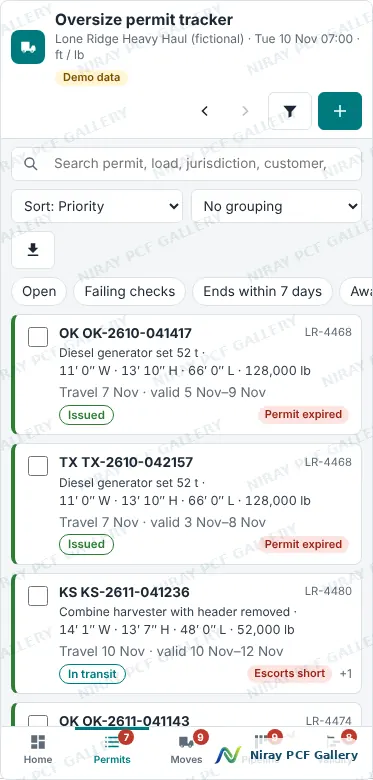 Oversize permit tracker
Lone Ridge Heavy Haul (fictional) · Tue 10 Nov 07:00 ·
ft / lb
Demo data
Search permit, load, jurisdiction, customer,
Sort: Priority
No grouping
Open
Failing checks
Ends within 7 days
OK OK-2610-041417
LR-4468
Diesel generator set 52 t ·
11′ 0″ W · 13′ 10″ H · 66′ 0″ L · 128,000 lb
Travel 7 Nov · valid 5 Nov–9 Nov
Issued
Permit expired
TX TX-2610-042157
LR-4468
Diesel generator set 52 t ·
11′ 0″ W · 13′ 10″ H · 66′ 0″ L · 128,000 lb
Travel 7 Nov · valid 3 Nov–8 Nov
Issued
Permit expired
KS KS-2611-041236
LR-4480
Combine harvester with header removed ·
14′ 1″ W · 13′ 7″ H · 48′ 0″ L · 52,000 lb
Travel 10 Nov · valid 10 Nov–12 Nov
In transit
Escorts short
+1
OK OK-2611-041143
LR-4474
Home
7
Permits
9
Moves
Niray PCF Gallery
NIRAY PCF GALLERY